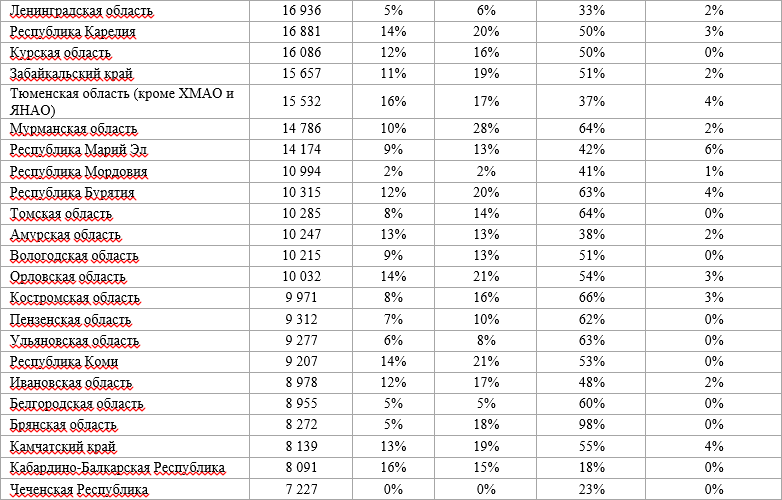 Ленинградская область 16 936 5% 6% 33% 2%
Республика Карелия 16 881 14% 20% 50% 3%
Курская область 16 086 12% 16% 50% 0%
Забайкальский край 15 657 11% 19% 51% 2%
Тюменская область (кроме ХМАО и
ЯНАО) 15 532 16% 17% 37% 4%
Мурманская область 14 786 10% 28% 64% 2%
Республика Марий Эл 14 174 9% 13% 42% 6%
Республика Мордовия 10 994 2% 2% 41% 1%
Республика Бурятия 10 315 12% 20% 63% 4%
Томская область 10 285 8% 14% 64% 0%
Амурская область 10 247 13% 13% 38% 2%
Вологодская область 10 215 9% 13% 51% 0%
Орловская область 10 032 14% 21% 54% 3%
Костромская область 9 971 8% 16% 66% 3%
Пензенская область 9 312 7% 10% 62% 0%
Ульяновская область 9 277 6% 8% 63% 0%
Республика Коми 9 207 14% 21% 53% 0%
Ивановская область 8 978 12% 17% 48% 2%
Белгородская область 8 955 5% 5% 60% 0%
Брянская область 8 272 5% 18% 98% 0%
Камчатский край 8 139 13% 19% 55% 4%
Кабардино-Балкарская Республика 8 091 16% 15% 18% 0%
Чеченская Республика 7 227 0% 0% 23% 0%